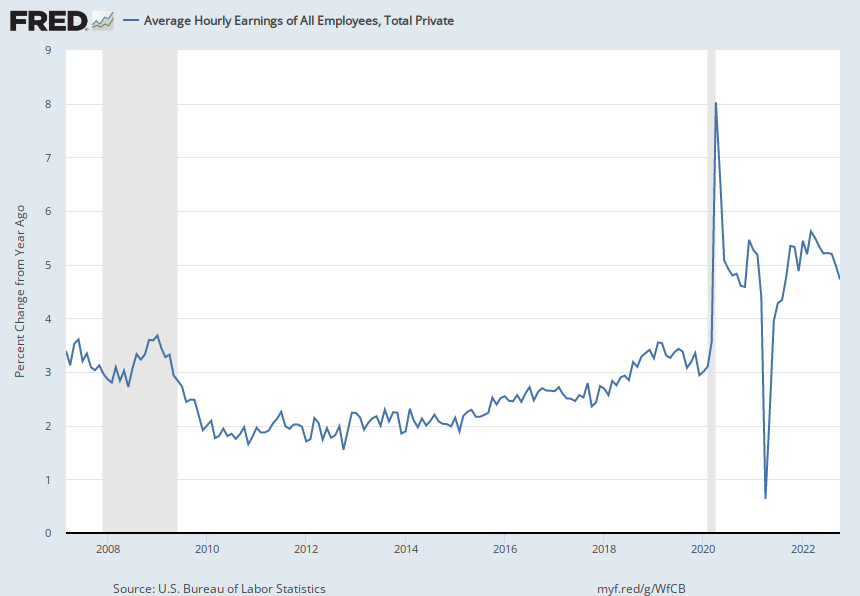 FRED Average Hourly Earnings of All Employees, Total Private
Percent Change from Year Ago
9
8
7
6
5
4
3
2
1
0
2008 2010 2012 2014 2016 2018 2020 2022
Source: U.S. Bureau of Labor Statistics myf.red/g/WfCB